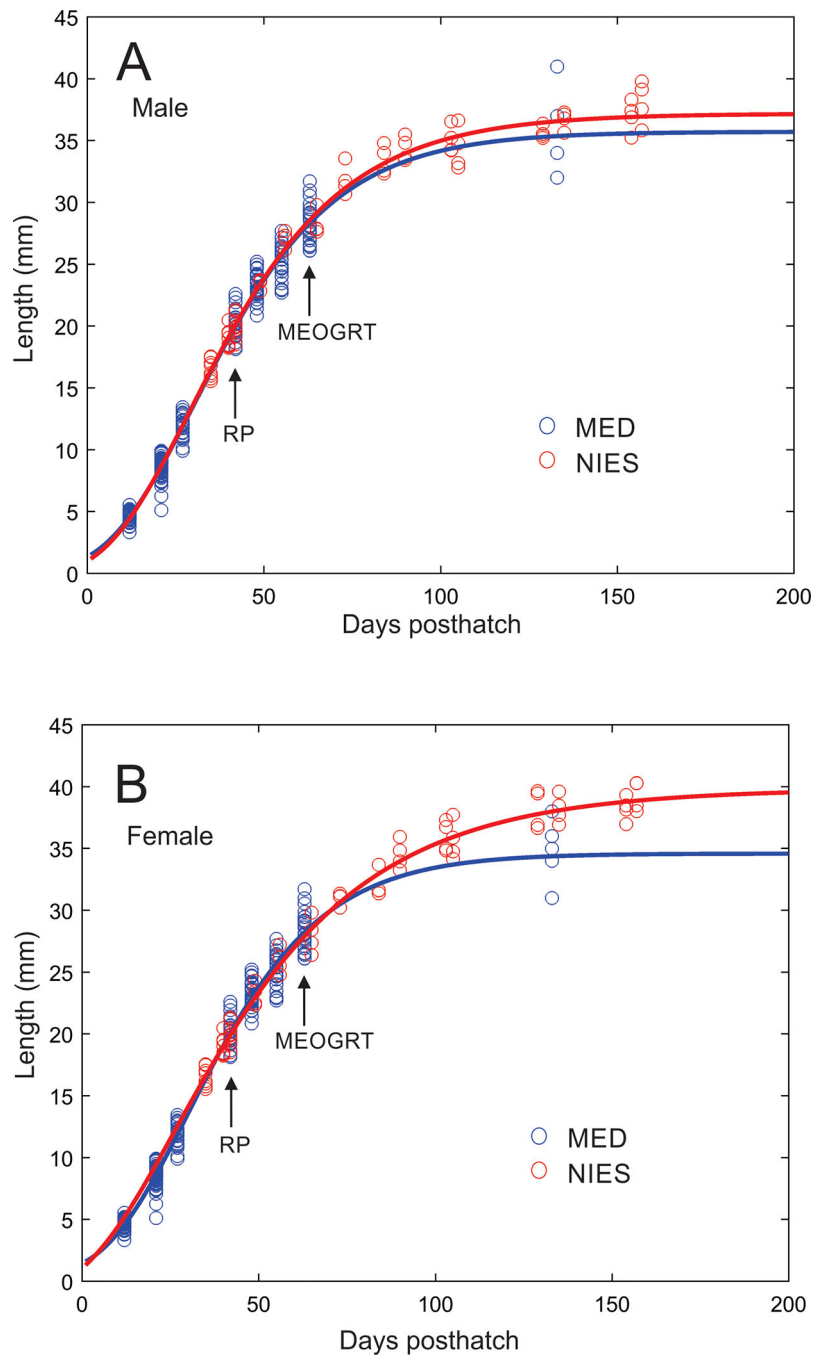 45
A
40
Male
35
30
25
Length (mm)
MEOGRT
20
RP
15
MED
10
NIES
5
0
0 50 100 150 200
Days posthatch
45
B
40
Female
35
30
25
Length (mm)
MEOGRT
20
RP
15
MED
10
NIES
5
0
0 50 100 150 200
Days posthatch